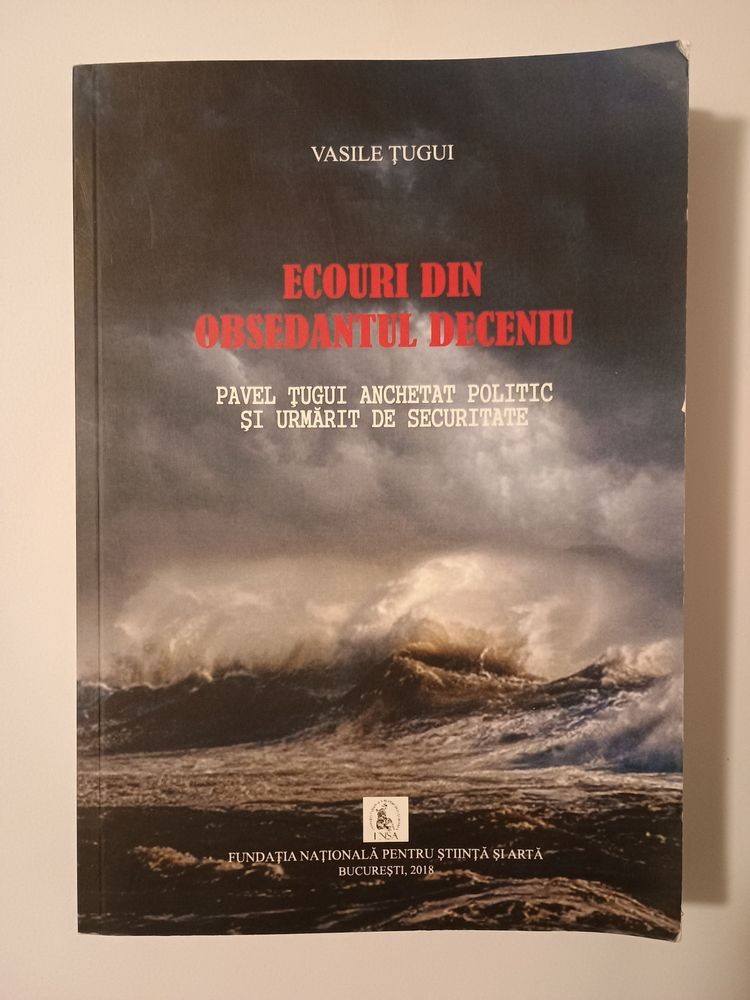 VASILE ŢUGUI
ECOURI DIN
OBSEDANTUL DECENIU
PAVEL ŢUGUI ANCHETAT POLITIC
ŞI URMĂRIT DE SECURITATE
FNSA
FUNDAŢIA NAŢIONALĂ PENTRU ŞTIINŢĂ ŞI ARTĂ
BUCUREŞTI, 2018